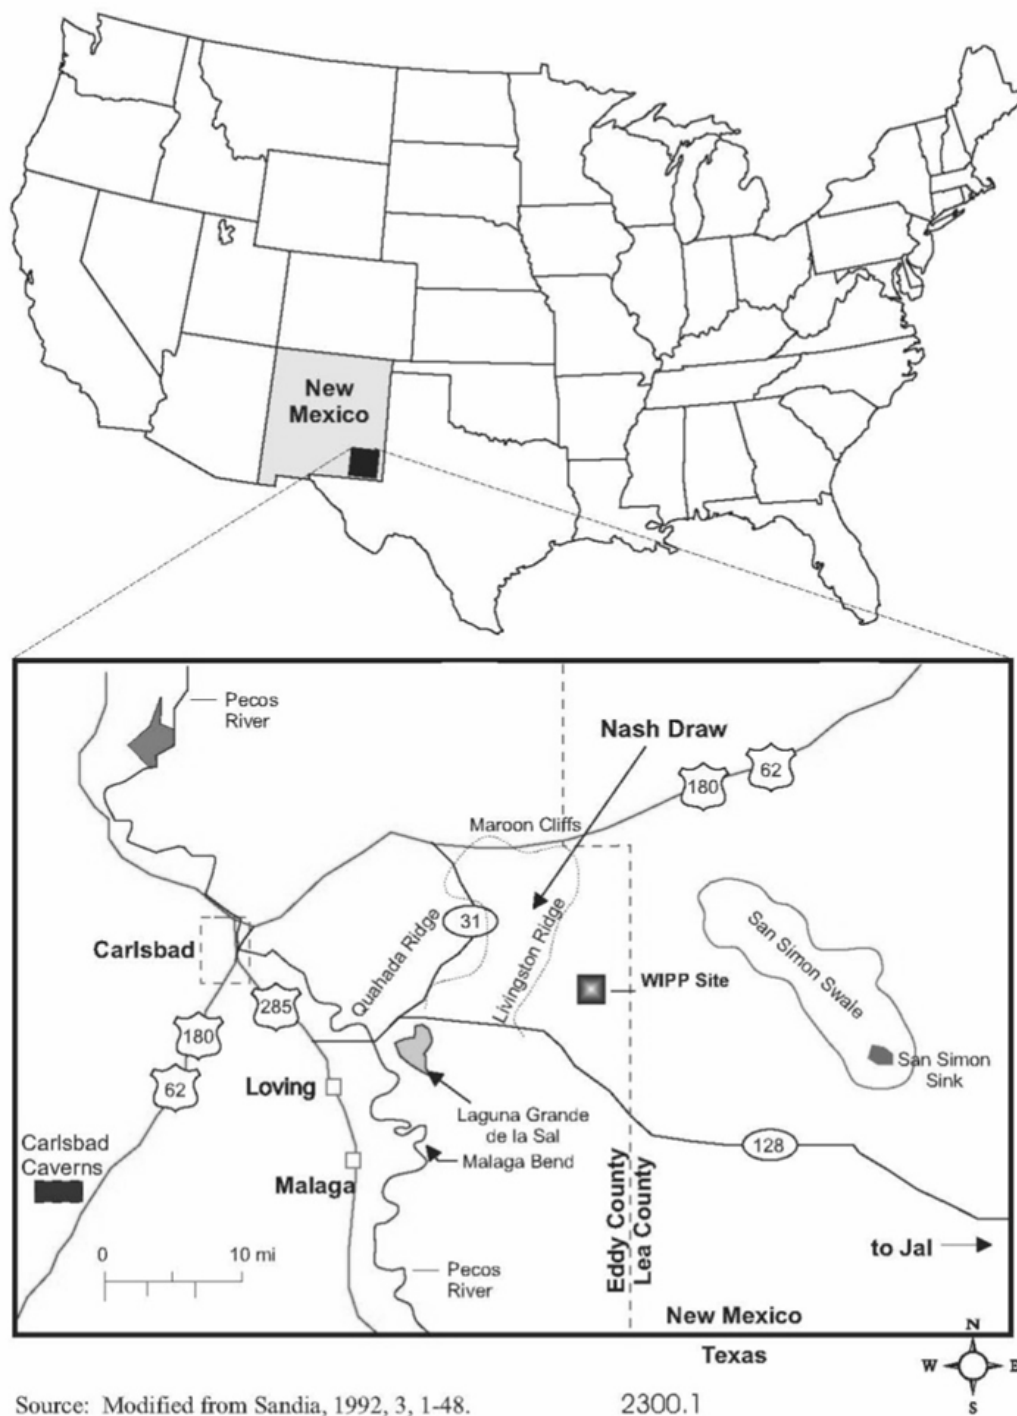 New
Mexico
Pecos
River
Nash Draw
62
180
Maroon Cliffs
31
Quahada Ridge
Livingston Ridge
San Simon Swale
Carlsbad
WIPP Site
285
180
62
San Simon
Sink
Loving
Laguna Grande
de la Sal
Malaga Bend
128
Carlsbad
Caverns
Malaga
Eddy County
Lea County
0 10 mi
to Jal
Pecos
River
New Mexico
Texas
N
W E
S
Source: Modified from Sandia, 1992, 3, 1-48.
2300.1